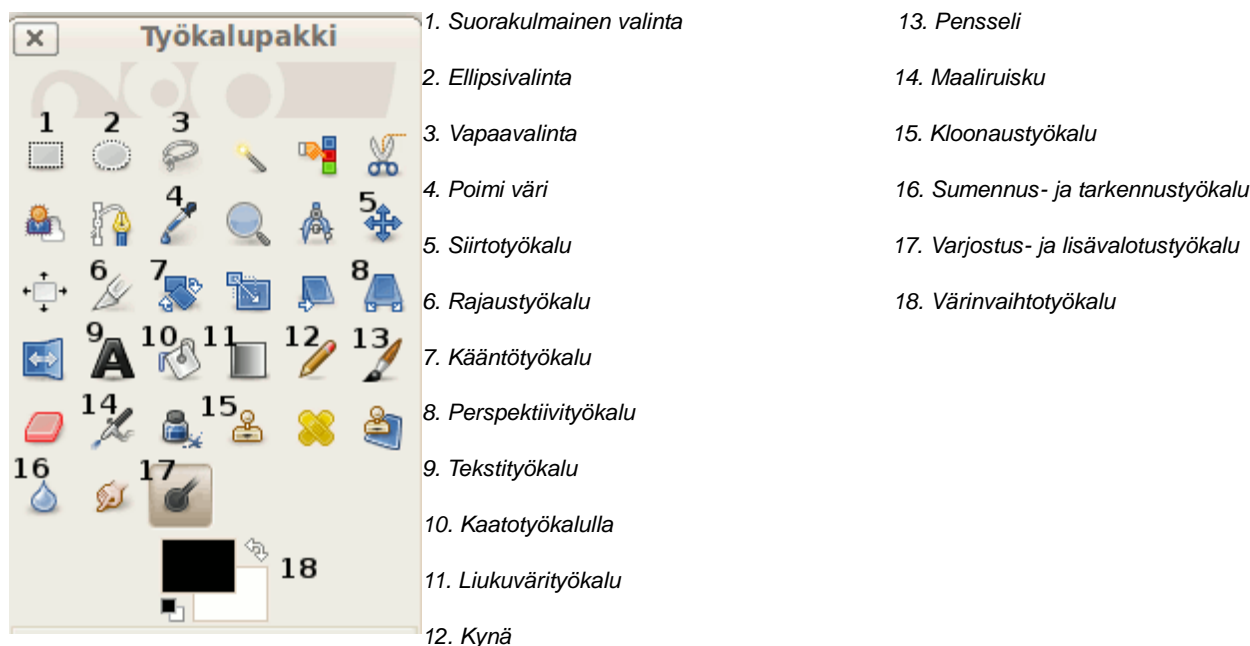 Työkalupakki
1 2 3
4 5
6 7 8
9 10 11 12 13
14 15
16 17
18
1. Suorakulmainen valinta
2. Ellipsivalinta
3. Vapaavalinta
4. Poimi väri
5. Siirtotyökalu
6. Rajaustyökalu
7. Kääntötyökalu
8. Perspektiivityökalu
9. Tekstityökalu
10. Kaatotyökalulla
11. Liukuvärityökalu
12. Kynä
13. Pensseli
14. Maaliruisku
15. Kloonaustyökalu
16. Sumennus- ja tarkennustyökalu
17. Varjostus- ja lisävalotustyökalu
18. Värinvaihtotyökalu